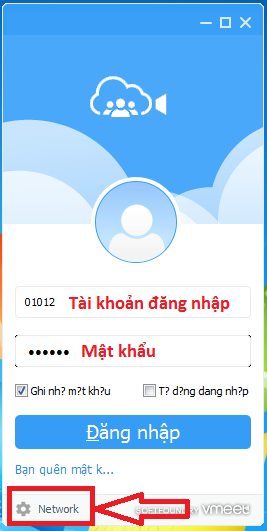 01012 Tài khoản đăng nhập
•••••• Mật khẩu
Ghi nh? m?t kh?u T? d?ng dang nh?p
Đăng nhập
Bạn quên mật k...
Network SOFTFOUNDRY vmeet